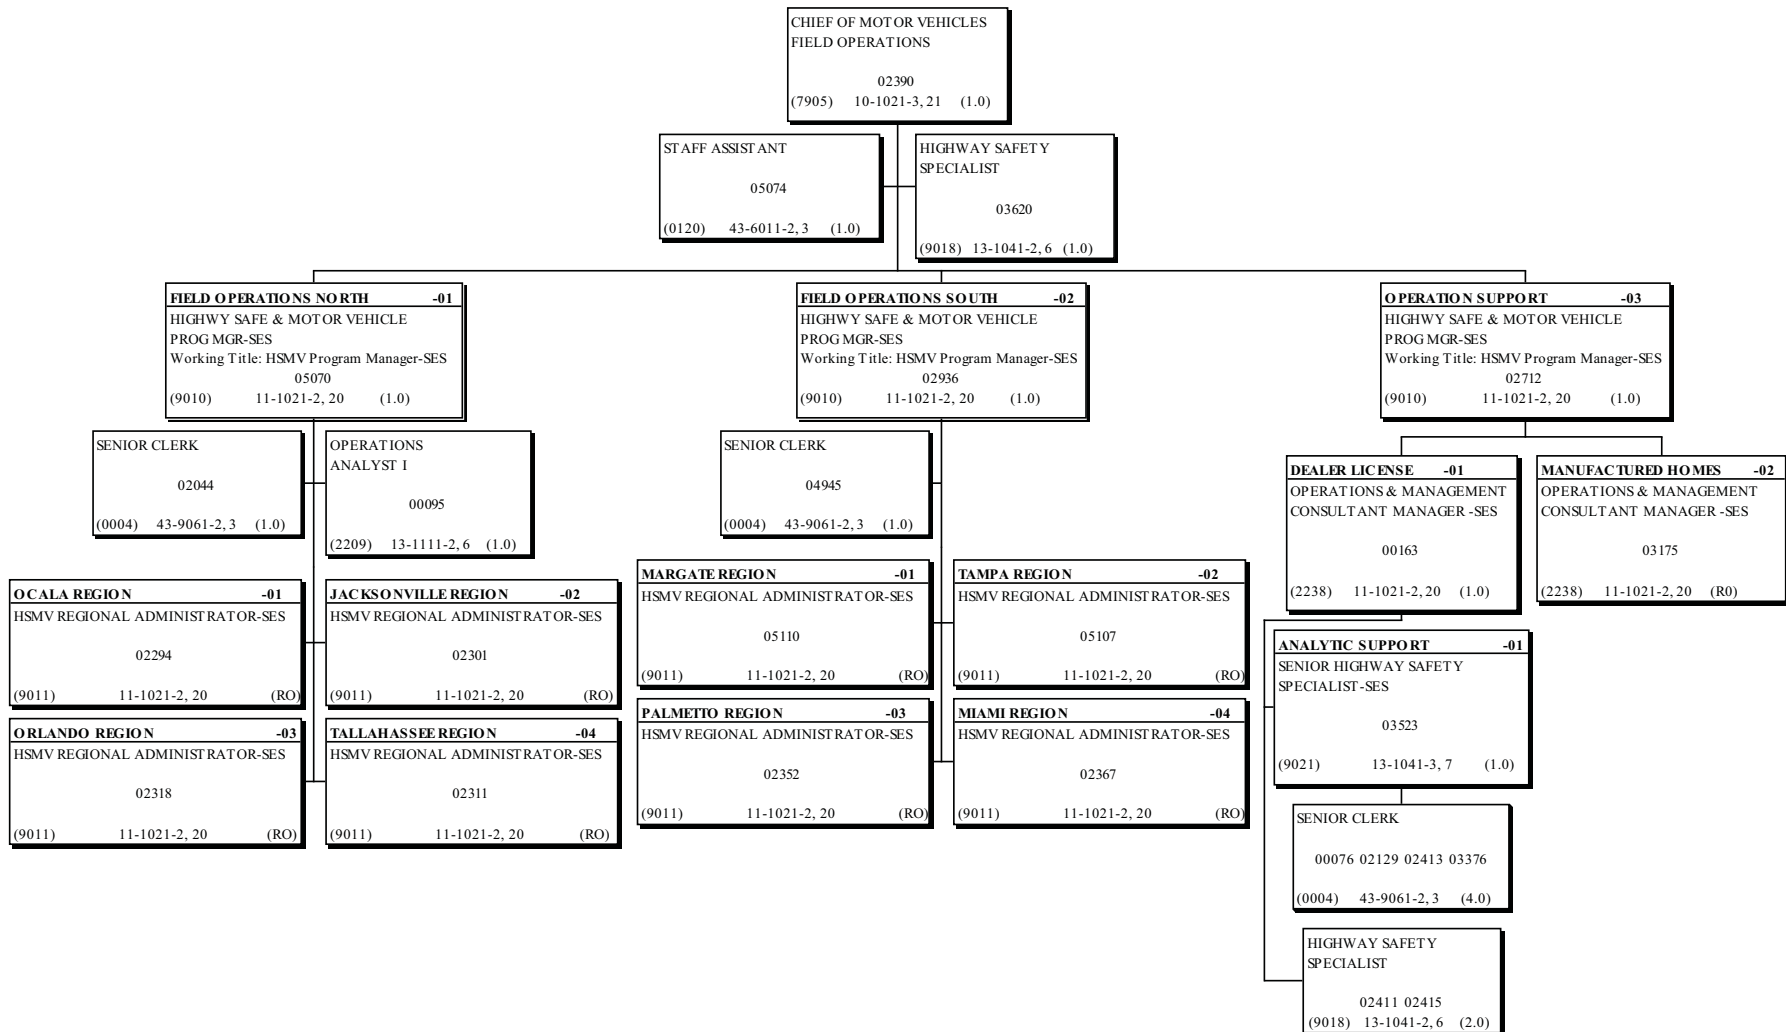 CHIEF OF MOTOR VEHICLES
FIELD OPERATIONS
02390
(7905) 10-1021-3, 21 (1.0)
STAFF ASSISTANT
05074
(0120) 43-6011-2, 3 (1.0)
HIGHWAY SAFETY
SPECIALIST
03620
(9018) 13-1041-2, 6 (1.0)
FIELD OPERATIONS NORTH -01
HIGHWY SAFE & MOTOR VEHICLE
PROG MGR-SES
Working Title: HSMV Program Manager-SES
05070
(9010) 11-1021-2, 20 (1.0)
FIELD OPERATIONS SOUTH -02
HIGHWY SAFE & MOTOR VEHICLE
PROG MGR-SES
Working Title: HSMV Program Manager-SES
02936
(9010) 11-1021-2, 20 (1.0)
OPERATION SUPPORT -03
HIGHWY SAFE & MOTOR VEHICLE
PROG MGR-SES
Working Title: HSMV Program Manager-SES
02712
(9010) 11-1021-2, 20 (1.0)
SENIOR CLERK
02044
(0004) 43-9061-2, 3 (1.0)
OPERATIONS
ANALYST I
00095
(2209) 13-1111-2, 6 (1.0)
SENIOR CLERK
04945
(0004) 43-9061-2, 3 (1.0)
DEALER LICENSE -01
OPERATIONS & MANAGEMENT
CONSULTANT MANAGER -SES
00163
(2238) 11-1021-2, 20 (1.0)
MANUFACTURED HOMES -02
OPERATIONS & MANAGEMENT
CONSULTANT MANAGER -SES
03175
(2238) 11-1021-2, 20 (R0)
OCALA REGION -01
HSMV REGIONAL ADMINISTRATOR-SES
02294
(9011) 11-1021-2, 20 (RO)
JACKSONVILLE REGION -02
HSMV REGIONAL ADMINISTRATOR-SES
02301
(9011) 11-1021-2, 20 (RO)
MARGATE REGION -01
HSMV REGIONAL ADMINISTRATOR-SES
05110
(9011) 11-1021-2, 20 (RO)
TAMPA REGION -02
HSMV REGIONAL ADMINISTRATOR-SES
05107
(9011) 11-1021-2, 20 (RO)
ANALYTIC SUPPORT -01
SENIOR HIGHWAY SAFETY
SPECIALIST-SES
03523
(9021) 13-1041-3, 7 (1.0)
ORLANDO REGION -03
HSMV REGIONAL ADMINISTRATOR-SES
02318
(9011) 11-1021-2, 20 (RO)
TALLAHASSEE REGION -04
HSMV REGIONAL ADMINISTRATOR-SES
02311
(9011) 11-1021-2, 20 (RO)
PALMETTO REGION -03
HSMV REGIONAL ADMINISTRATOR-SES
02352
(9011) 11-1021-2, 20 (RO)
MIAMI REGION -04
HSMV REGIONAL ADMINISTRATOR-SES
02367
(9011) 11-1021-2, 20 (RO)
SENIOR CLERK
00076 02129 02413 03376
(0004) 43-9061-2, 3 (4.0)
HIGHWAY SAFETY
SPECIALIST
02411 02415
(9018) 13-1041-2, 6 (2.0)